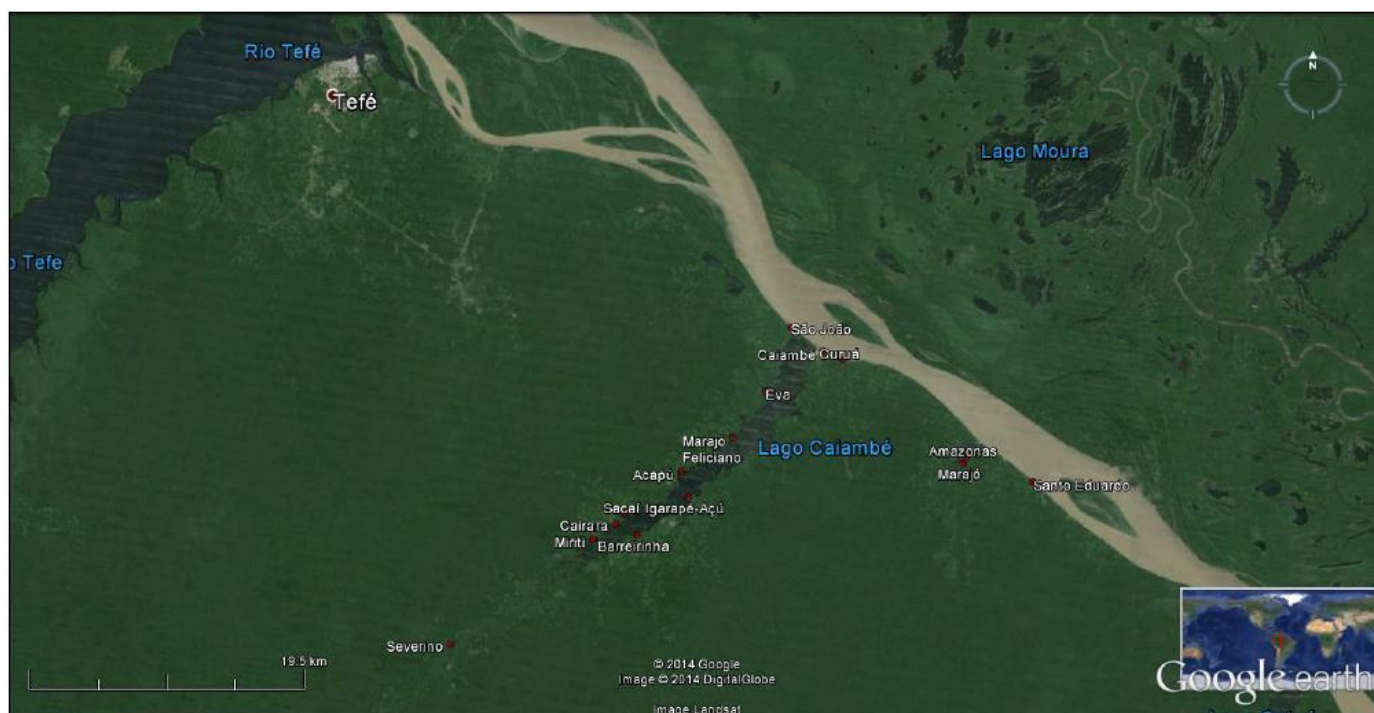 Rio Tefé
Tefé
N
Lago Moura
o Tefe
São João
Caiambé Curuá
Eva
Marajo
Feliciano
Lago Caiambé
Amazonas
Marajó
Acapú
Santo Eduardo
Sacaí Igarapé-Açú
Cairara
Miriti
Barreirinha
Severino
19.5 km
© 2014 Google
Image © 2014 DigitalGlobe
Image Landsat
Google earth